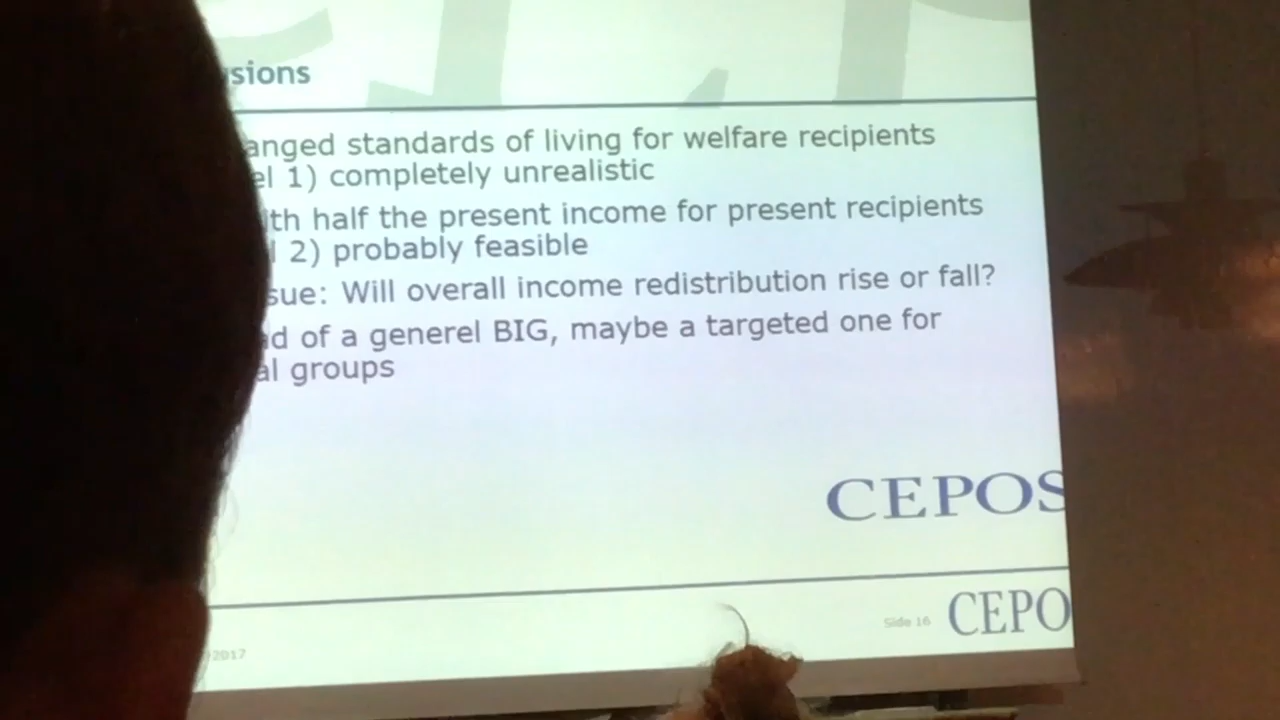 sions
anged standards of living for welfare recipients
el 1) completely unrealistic
th half the present income for present recipients
2) probably feasible
sue: Will overall income redistribution rise or fall?
d of a generel BIG, maybe a targeted one for
al groups
CEPOS
Side 16 CEPO
2017